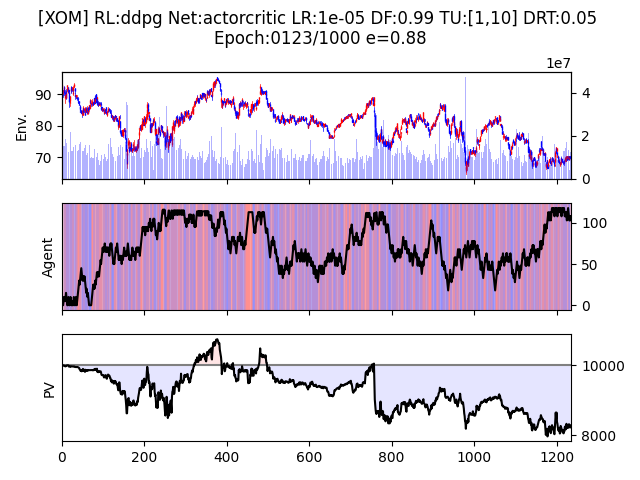 [XOM] RL:ddpg Net:actorcritic LR:1e-05 DF:0.99 TU:[1,10] DRT:0.05
Epoch:0123/1000 e=0.88
1e7
Env.
90
80
70
4
2
0
Agent
100
50
0
PV
10000
8000
0 200 400 600 800 1000 1200